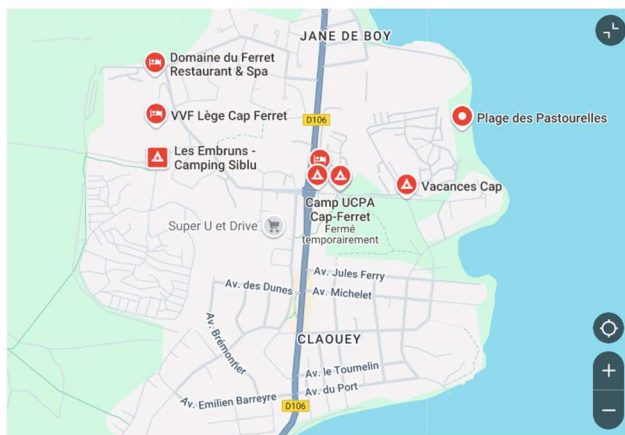 JANE DE BOY
Domaine du Ferret
Restaurant & Spa
VVF Lège Cap Ferret
D106
Plage des Pastourelles
Les Embruns -
Camping Siblu
Vacances Cap
Camp UCPA
Cap-Ferret
Fermé
temporairement
Super U et Drive
Av. Jules Ferry
Av. des Dunes
Av. Michelet
Av. Brémontier
CLAOUEY
Av. le Toumelin
Av. du Port
Av. Emilien Barreyre
D106